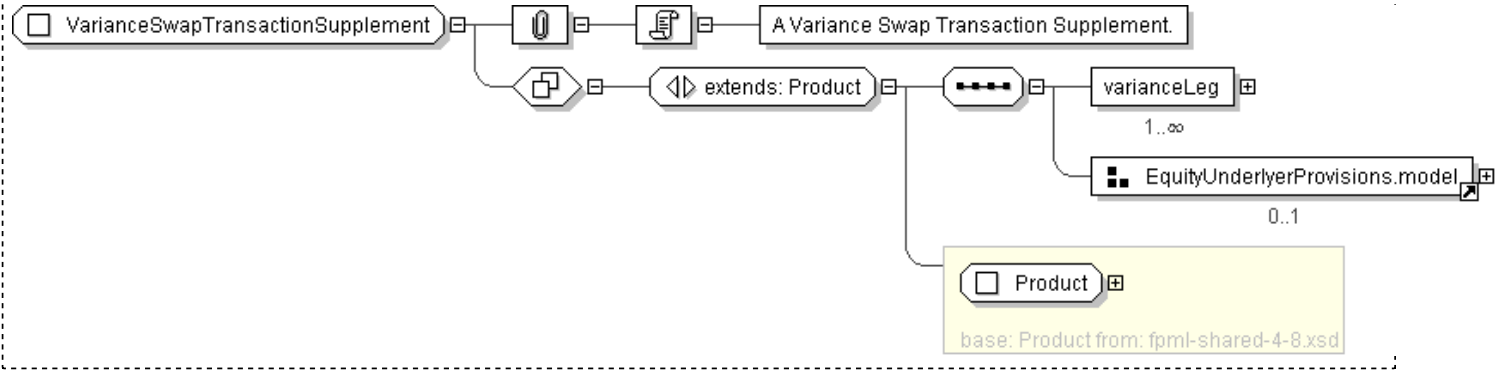 VarianceSwapTransactionSupplement
A Variance Swap Transaction Supplement.
extends: Product
varianceLeg
1..∞
EquityUnderlyerProvisions.model
0..1
Product
base: Product from: fpml-shared-4-8.xsd